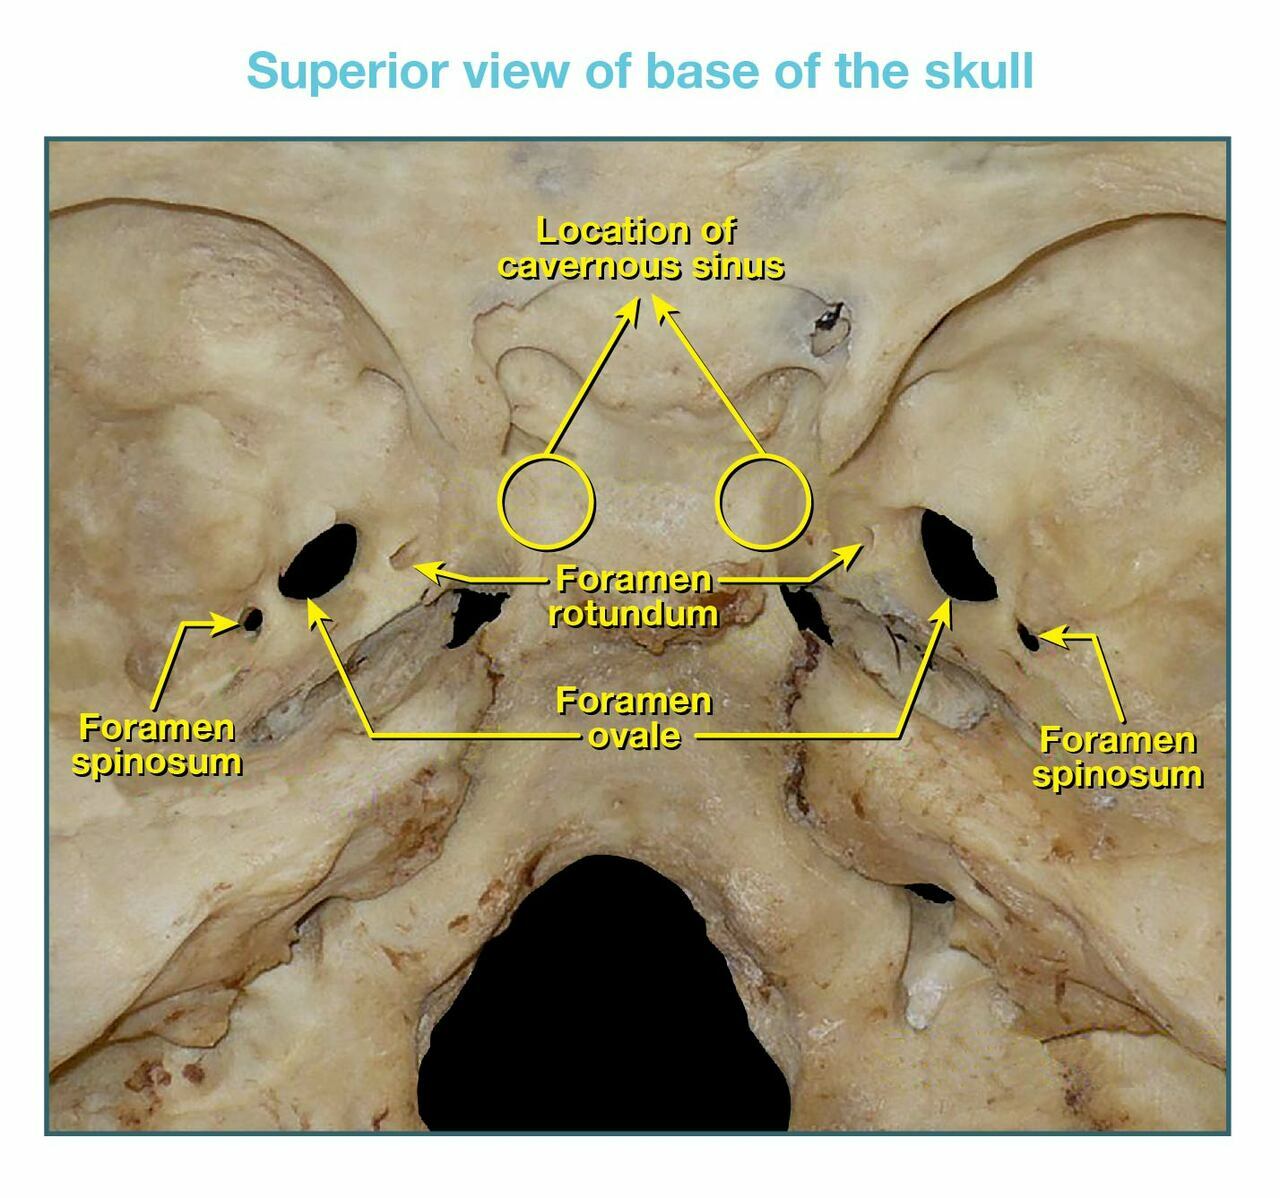 Superior view of base of the skull
Location of
cavernous sinus
Foramen
rotundum
Foramen
ovale
Foramen
spinosum
Foramen
spinosum